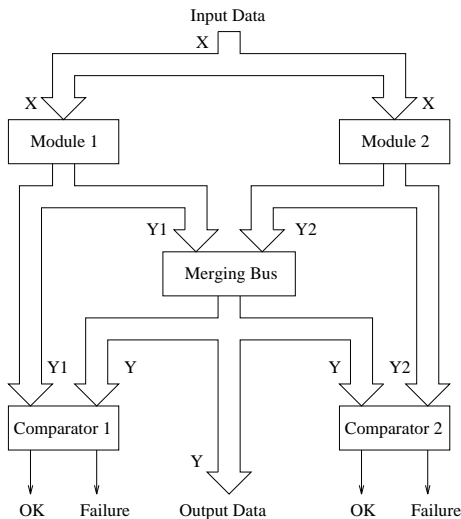 Input Data
X
X
X
Module 1
Module 2
Y1
Y2
Merging Bus
Y1
Y
Y
Y2
Comparator 1
Comparator 2
Y
OK
Failure
Output Data
OK
Failure